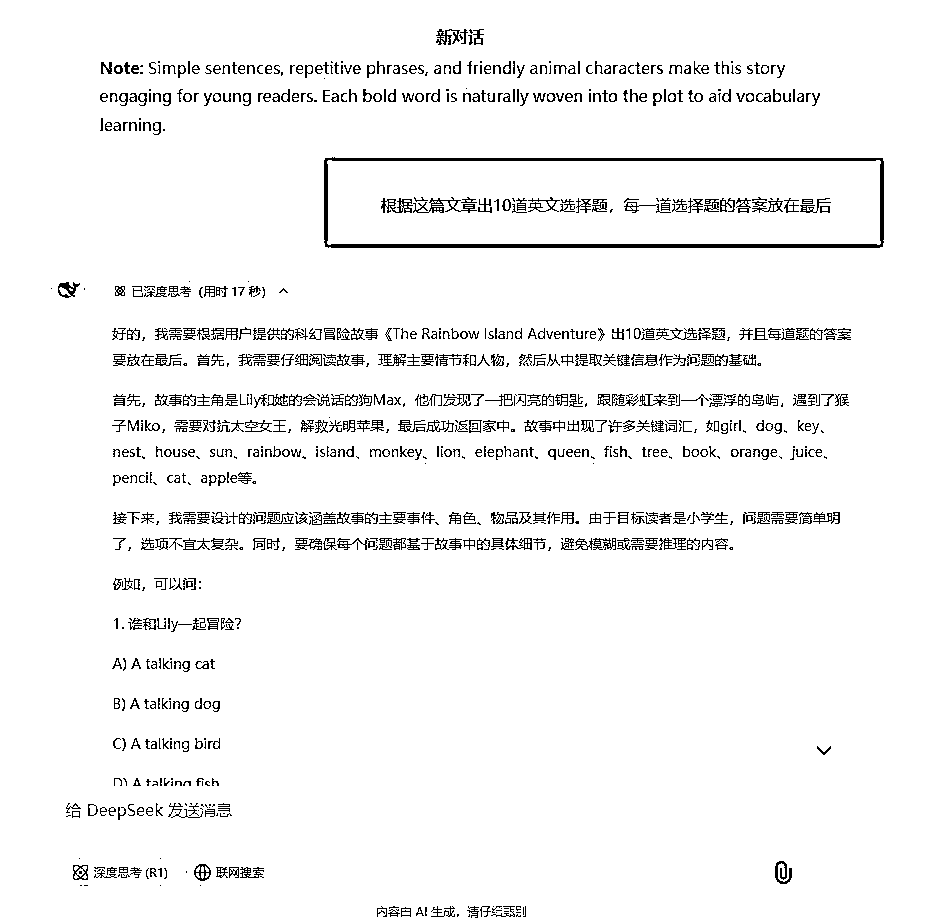 新对话
Note: Simple sentences, repetitive phrases, and friendly animal characters make this story
engaging for young readers. Each bold word is naturally woven into the plot to aid vocabulary
learning.
根据这篇文章出10道英文选择题，每一道选择题的答案放在最后
已深度思考（用时 17 秒）
好的，我需要根据用户提供的科幻冒险故事《The Rainbow Island Adventure》出10道英文选择题，并且每道题的答案
要放在最后。首先，我需要仔细阅读故事，理解主要情节和人物，然后从中提取关键信息作为问题的基础。
首先，故事的主角是Lily和她的会说话的狗Max，他们发现了一把闪亮的钥匙，跟随彩虹来到一个漂浮的岛屿，遇到了猴
子Miko，需要对抗太空女王，解救光明苹果，最后成功返回家中。故事中出现了许多关键词汇，如girl、dog、key、
nest、house、sun、rainbow、island、monkey、lion、elephant、queen、fish、tree、book、orange、juice、
pencil、cat、apple等。
接下来，我需要设计的问题应该涵盖故事的主要事件、角色、物品及其作用。由于目标读者是小学生，问题需要简单明
了，选项不宜太复杂。同时，要确保每个问题都基于故事中的具体细节，避免模糊或需要推理的内容。
例如，可以问：
1. 谁和Lily一起冒险？
A) A talking cat
B) A talking dog
C) A talking bird
D) A talking fish
给 DeepSeek 发送消息
深度思考 (R1)
联网搜索
内容由 AI 生成，请仔细甄别